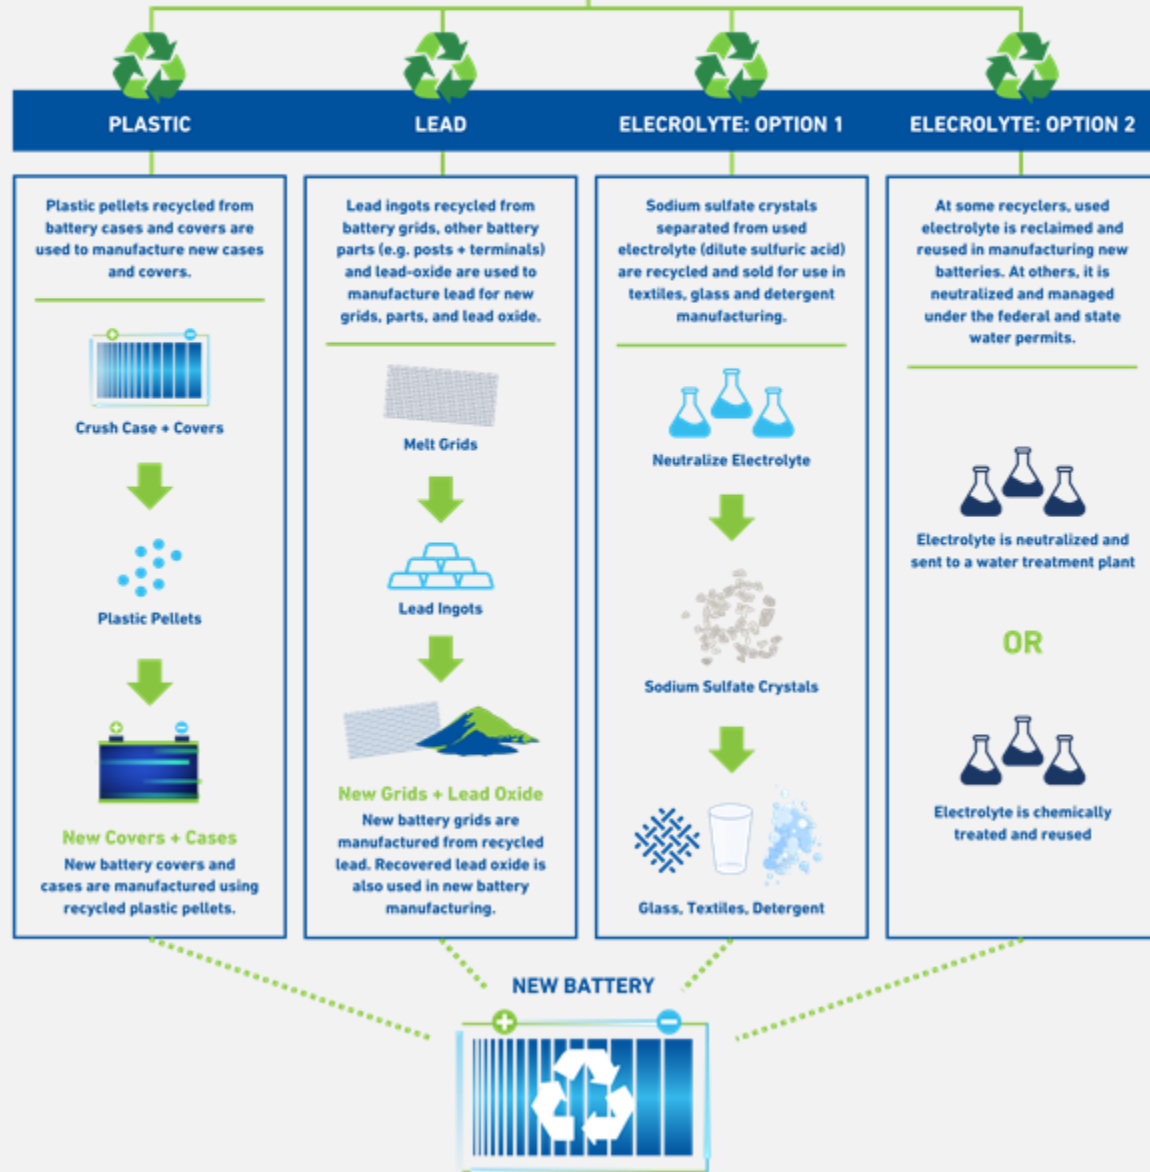 PLASTIC
Plastic pellets recycled from
battery cases and covers are
used to manufacture new cases
and covers.
Crush Case + Covers
Plastic Pellets
New Covers + Cases
New battery covers and
cases are manufactured using
recycled plastic pellets.
LEAD
Lead ingots recycled from
battery grids, other battery
parts (e.g. posts + terminals)
and lead-oxide are used to
manufacture lead for new
grids, parts, and lead oxide.
Melt Grids
Lead Ingots
New Grids + Lead Oxide
New battery grids are
manufactured from recycled
lead. Recovered lead oxide is
also used in new battery
manufacturing.
ELECROLYTE: OPTION 1
Sodium sulfate crystals
separated from used
electrolyte (dilute sulfuric acid)
are recycled and sold for use in
textiles, glass and detergent
manufacturing.
Neutralize Electrolyte
Sodium Sulfate Crystals
Glass, Textiles, Detergent
ELECROLYTE: OPTION 2
At some recyclers, used
electrolyte is reclaimed and
reused in manufacturing new
batteries. At others, it is
neutralized and managed
under the federal and state
water permits.
Electrolyte is neutralized and
sent to a water treatment plant
OR
Electrolyte is chemically
treated and reused
NEW BATTERY